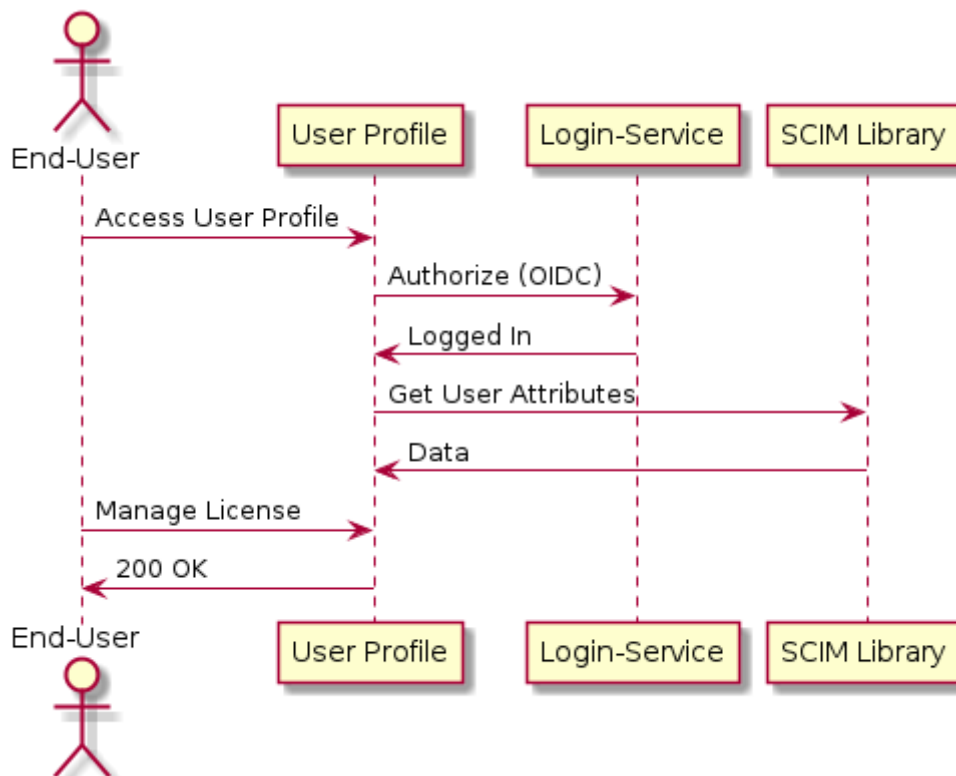 End-User
User Profile
Login-Service
SCIM Library
Access User Profile
Authorize (OIDC)
Logged In
Get User Attributes
Data
Manage License
200 OK
End-User
User Profile
Login-Service
SCIM Library